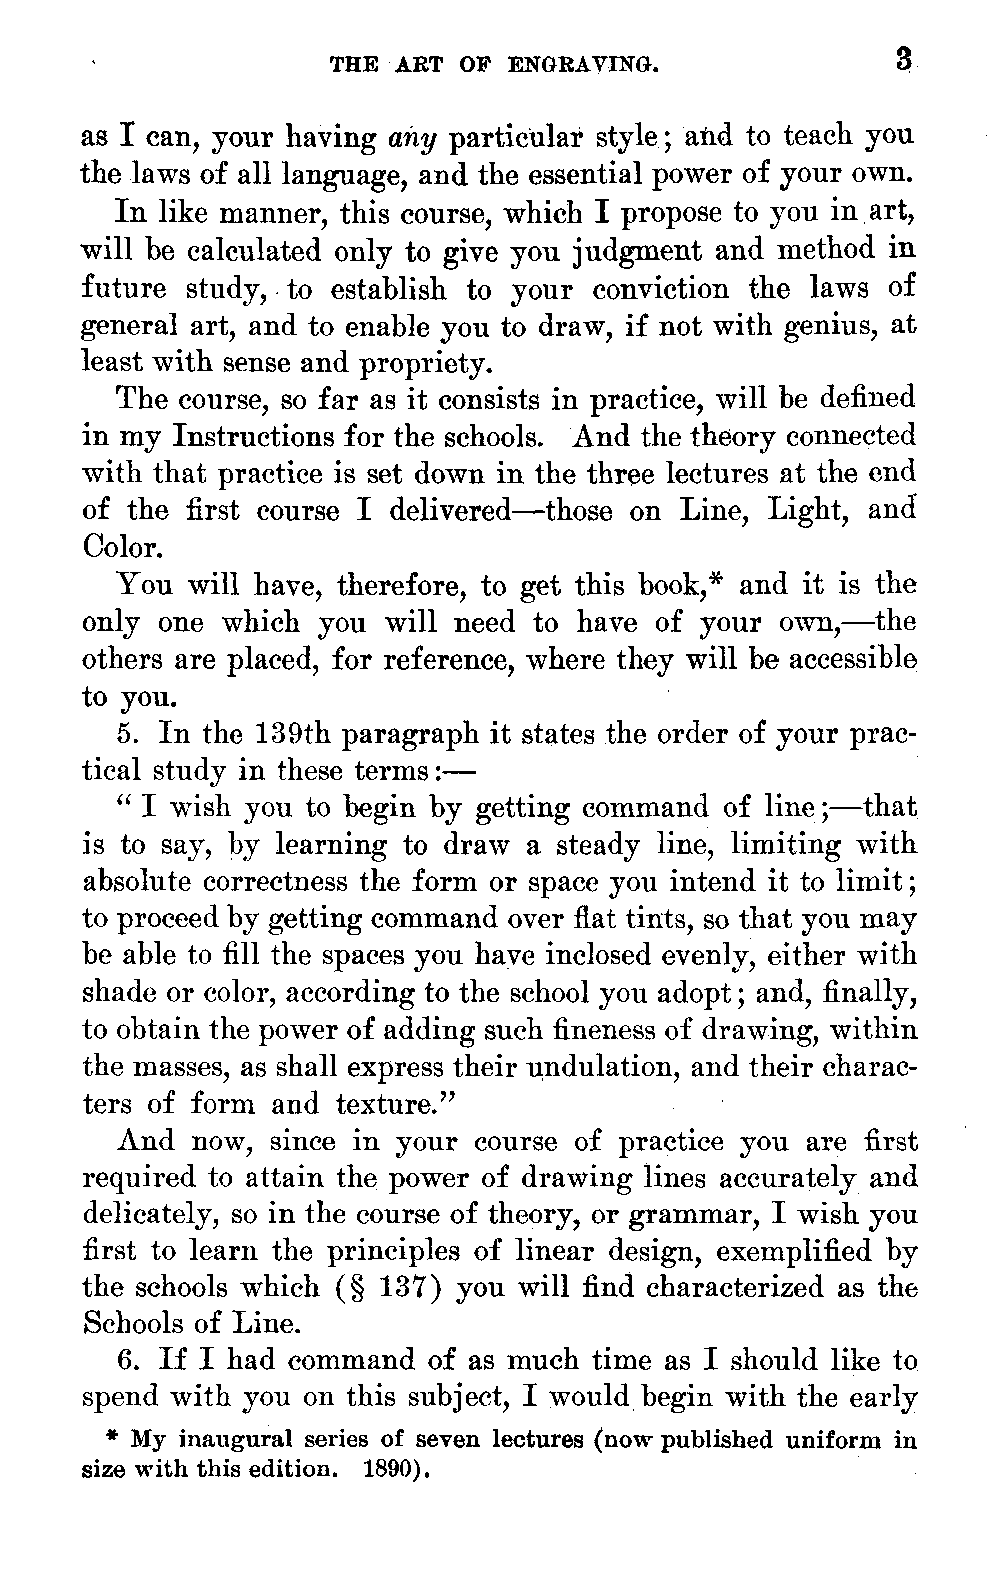 THE ART OF ENGRAVING. 3
as I can, your having any particular style; and to teach you
the laws of all language, and the essential power of your own.
In like manner, this course, which I propose to you in art,
will be calculated only to give you judgment and method in
future study, to establish to your conviction the laws of
general art, and to enable you to draw, if not with genius, at
least with sense and propriety.
The course, so far as it consists in practice, will be defined
in my Instructions for the schools. And the theory connected
with that practice is set down in the three lectures at the end
of the first course I delivered—those on Line, Light, and
Color.
You will have, therefore, to get this book,* and it is the
only one which you will need to have of your own,—the
others are placed, for reference, where they will be accessible
to you.
5. In the 139th paragraph it states the order of your prac-
tical study in these terms:—
“I wish you to begin by getting command of line;—that
is to say, by learning to draw a steady line, limiting with
absolute correctness the form or space you intend it to limit;
to proceed by getting command over flat tints, so that you may
be able to fill the spaces you have inclosed evenly, either with
shade or color, according to the school you adopt; and, finally,
to obtain the power of adding such fineness of drawing, within
the masses, as shall express their undulation, and their charac-
ters of form and texture.”
And now, since in your course of practice you are first
required to attain the power of drawing lines accurately and
delicately, so in the course of theory, or grammar, I wish you
first to learn the principles of linear design, exemplified by
the schools which (§ 137) you will find characterized as the
Schools of Line.
6. If I had command of as much time as I should like to
spend with you on this subject, I would begin with the early
* My inaugural series of seven lectures (now published uniform in
size with this edition. 1890).